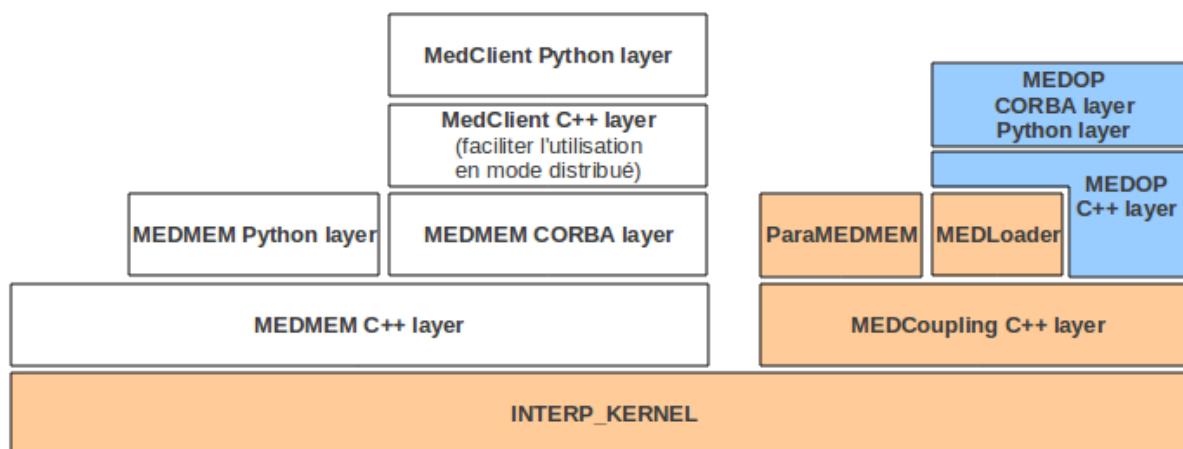 MedClient Python layer
MedClient C++ layer
(faciliter l'utilisation
en mode distribué)
MEDMEM Python layer
MEDMEM CORBA layer
MEDMEM C++ layer
MEDOP
CORBA layer
Python layer
MEDOP
C++ layer
ParaMEDMEM
MEDLoader
MEDCoupling C++ layer
INTERP_KERNEL